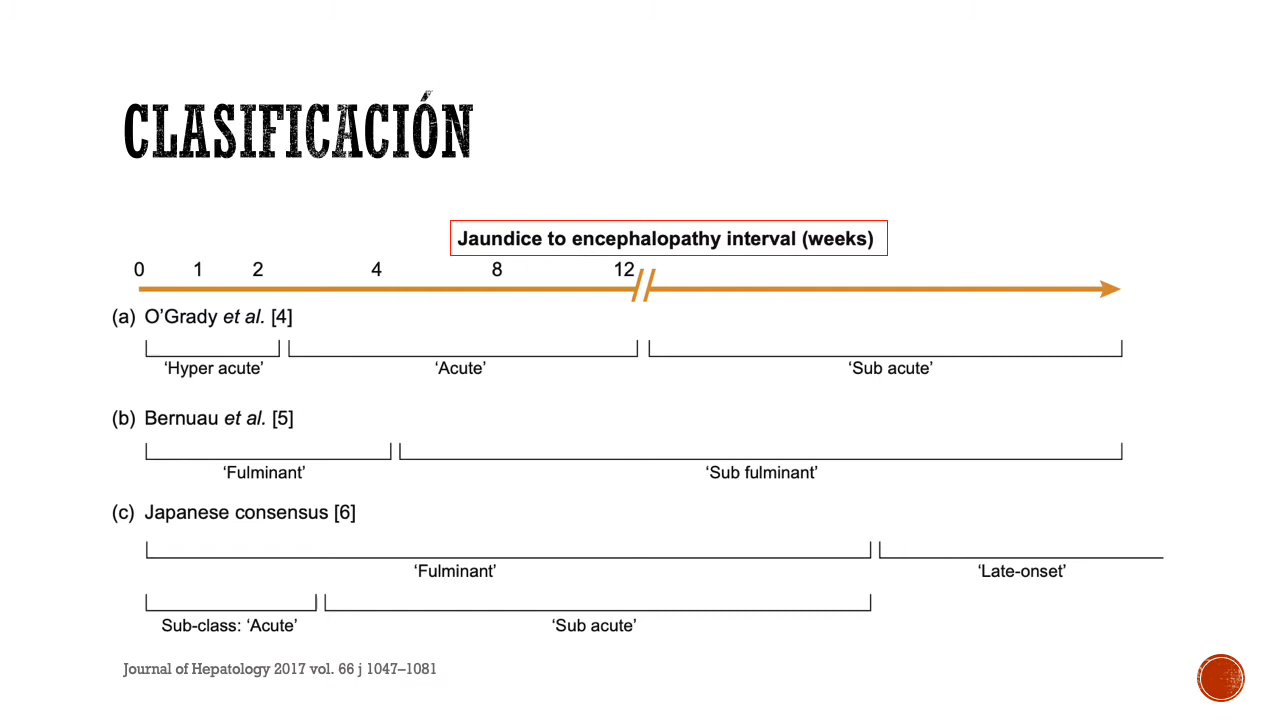 CLASIFICACIÓN
Jaundice to encephalopathy interval (weeks)
0 1 2 4 8 12
(a) O’Grady et al. [4]
‘Hyper acute’ ‘Acute’ ‘Sub acute’
(b) Bernuau et al. [5]
‘Fulminant’ ‘Sub fulminant’
(c) Japanese consensus [6]
‘Fulminant’ ‘Late-onset’
Sub-class: ‘Acute’ ‘Sub acute’
Journal of Hepatology 2017 vol. 66 j 1047–1081